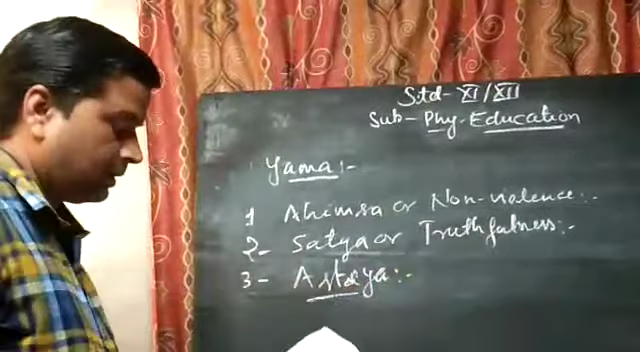 Std- XI/XII
Sub- Phy. Education
Yama:-
1 Ahimsa or Non-violence:-
2- Satya or Truthfulness:-
3- Asteya:-